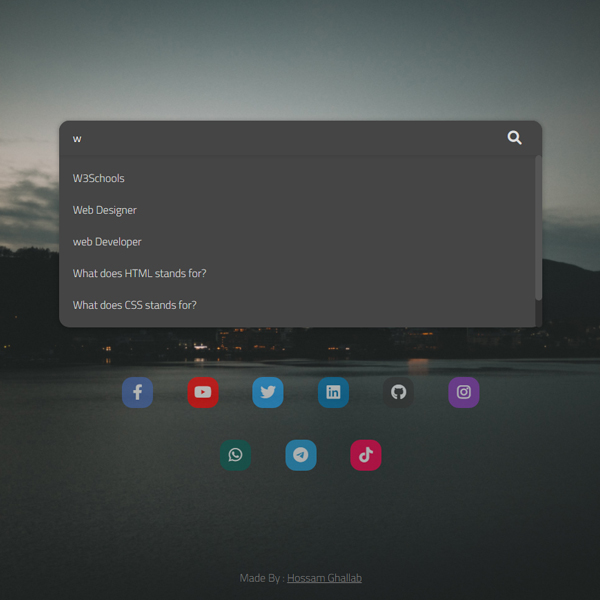 w
W3Schools
Web Designer
web Developer
What does HTML stands for?
What does CSS stands for?
Made By : Hossam Ghallab